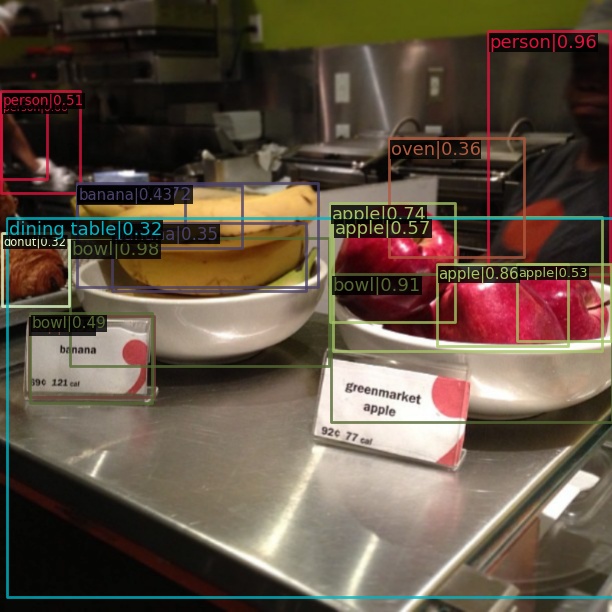 person|0.96
person|0.51
oven|0.36
banana|0.43
apple|0.74
dining table|0.32
apple|0.57
donut|0.32
bowl|0.98
bowl|0.91
apple|0.86
apple|0.53
bowl|0.49
banana
69¢ 121 cal
greenmarket
apple
92¢ 77 cal